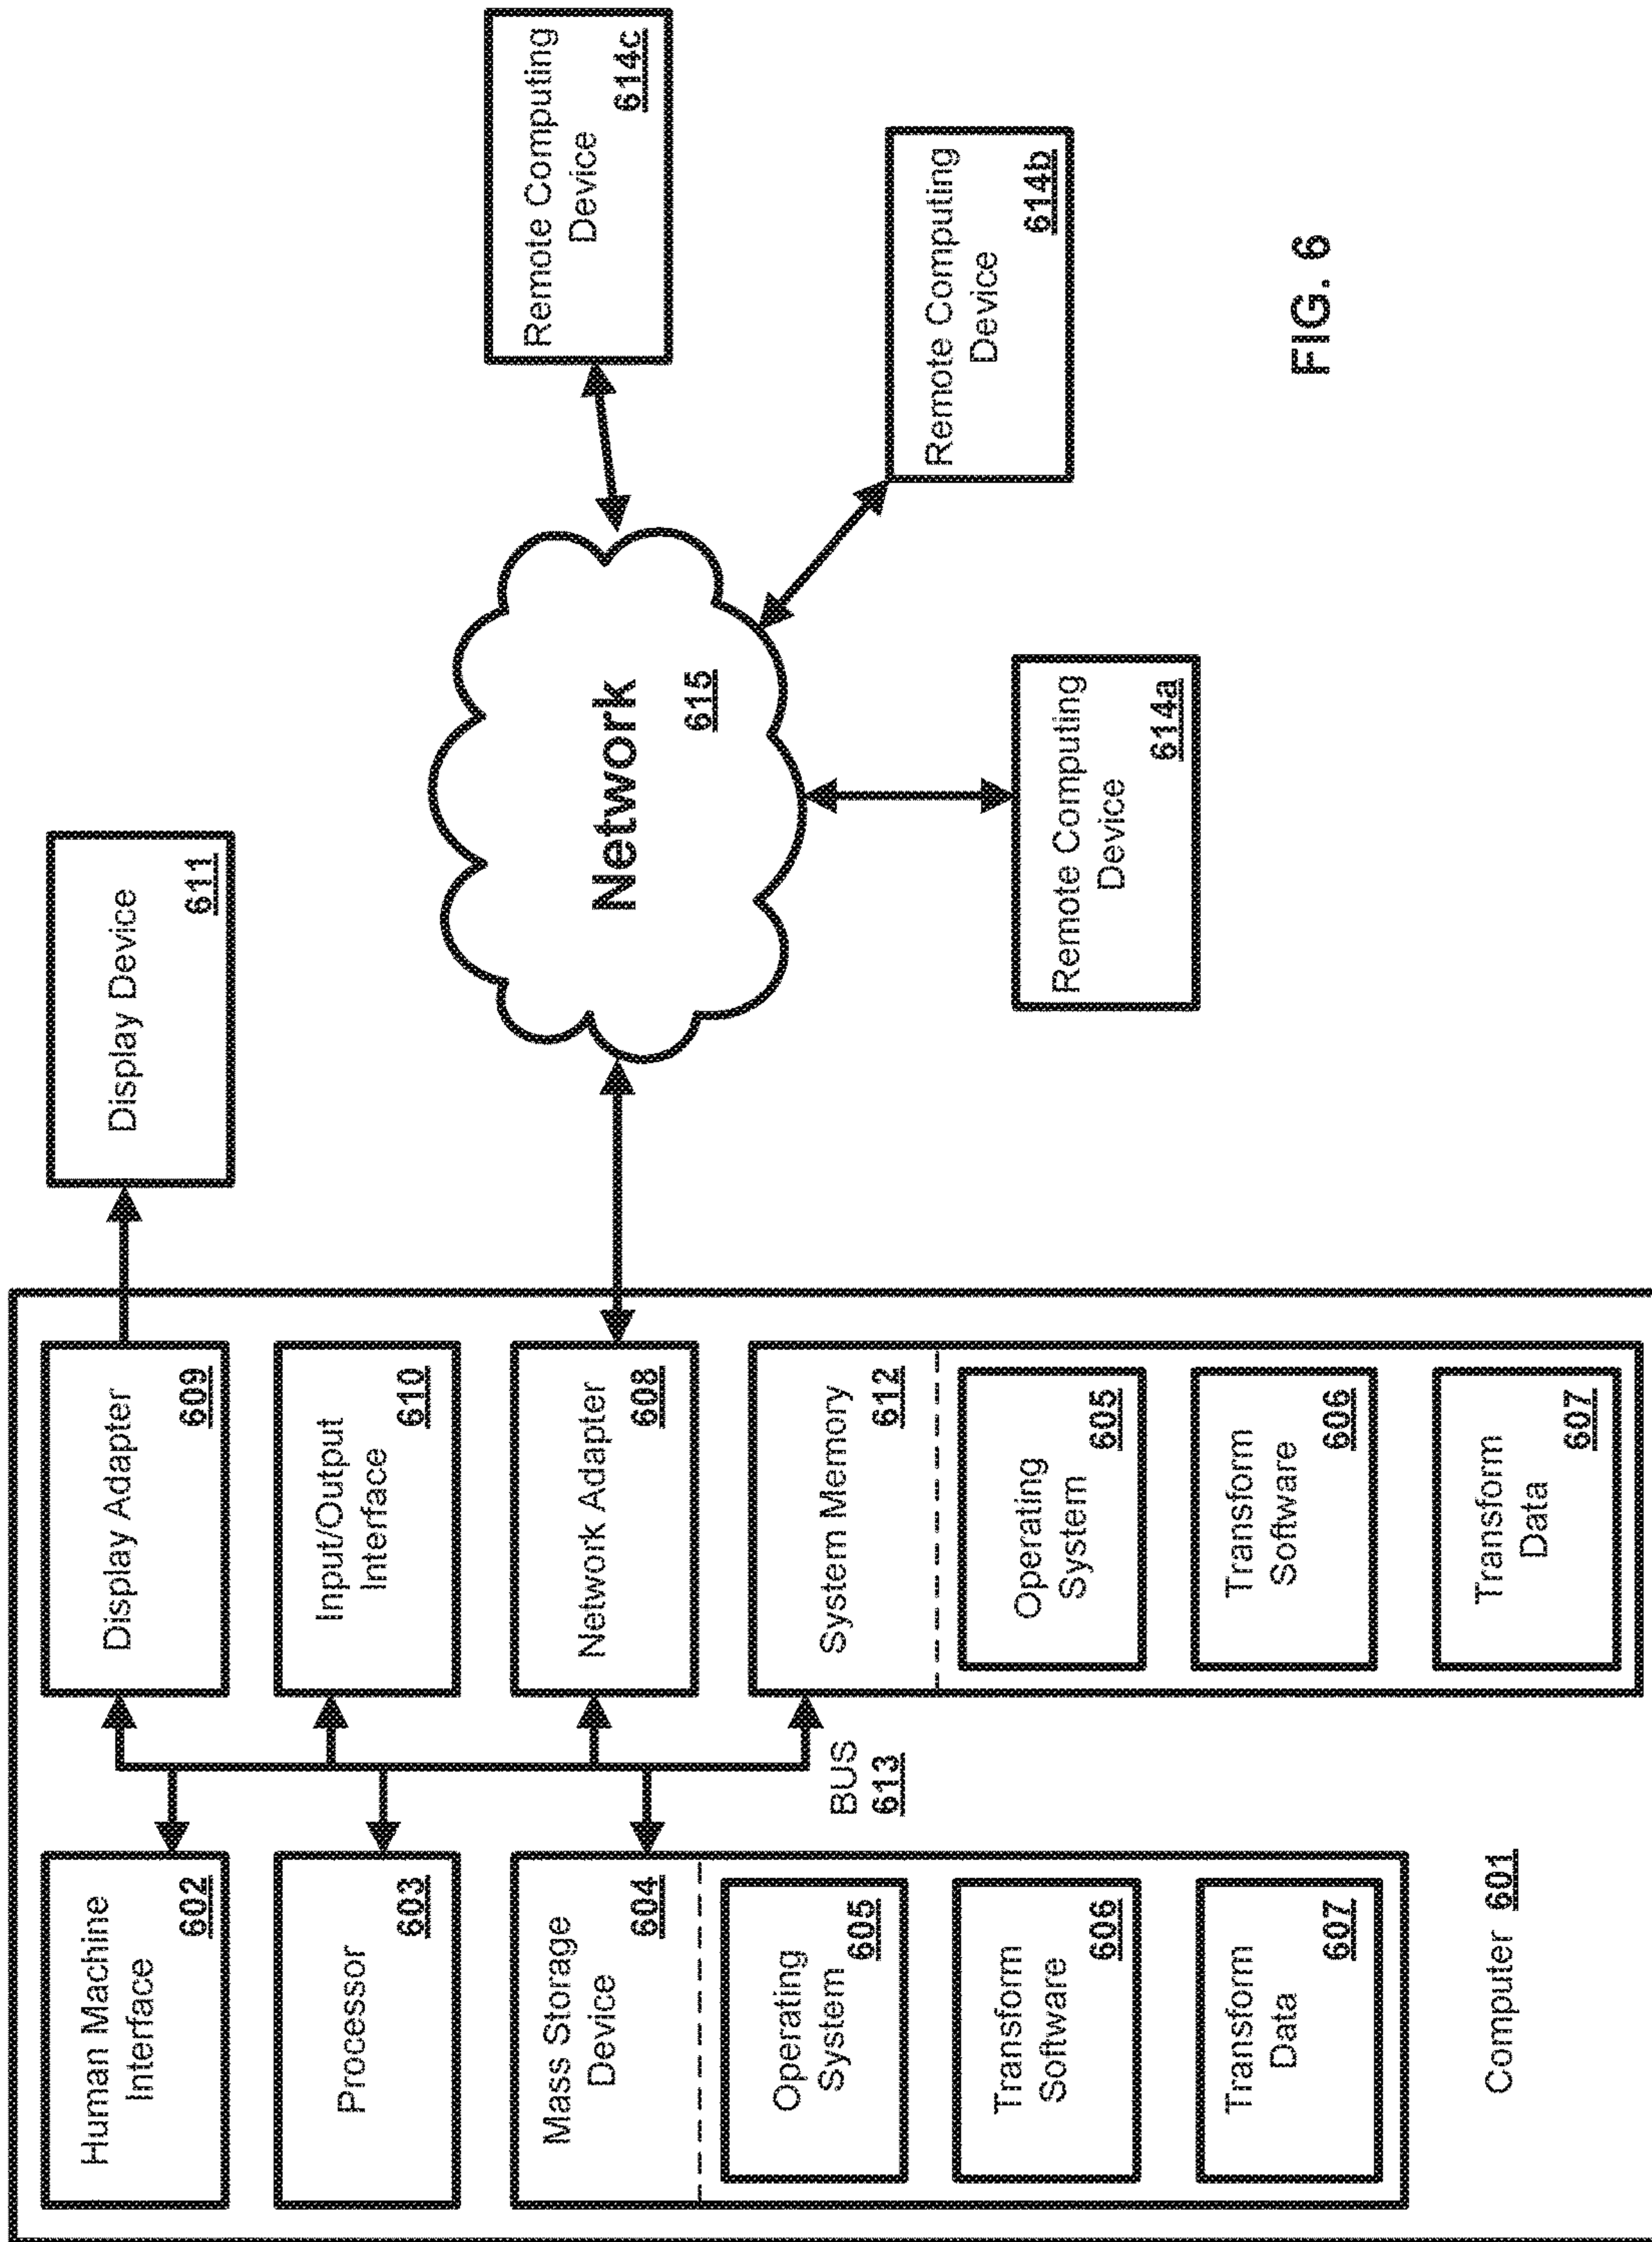 Human Machine
Interface
602
Processor
603
Mass Storage
Device
604
Operating
System
605
Transform
Software
606
Transform
Data
607
Computer 601
BUS
613
Display Adapter
609
Input/Output
Interface
610
Network Adapter
608
System Memory
612
Operating
System
605
Transform
Software
606
Transform
Data
607
Display Device
611
Network
615
Remote Computing
Device
614a
Remote Computing
Device
614b
Remote Computing
Device
614c
FIG. 6